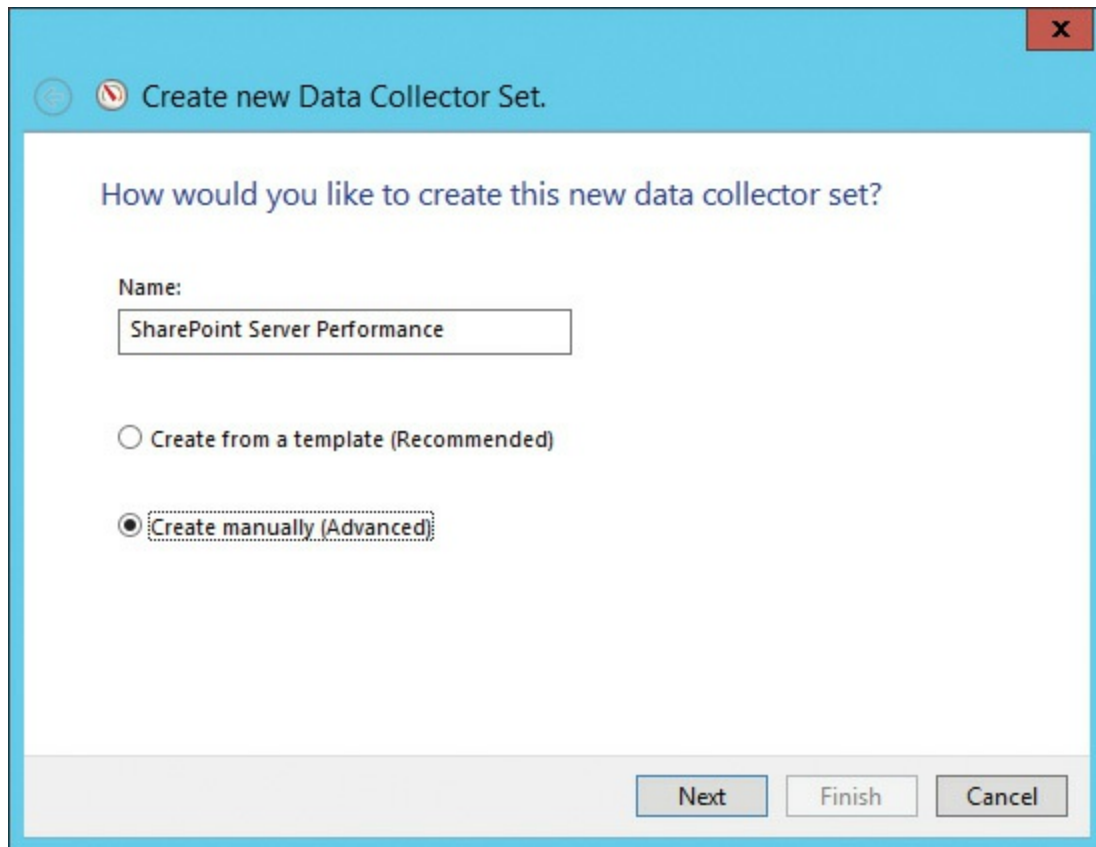 x
Create new Data Collector Set.
How would you like to create this new data collector set?
Name:
SharePoint Server Performance
Create from a template (Recommended)
Create manually (Advanced)
Next Finish Cancel